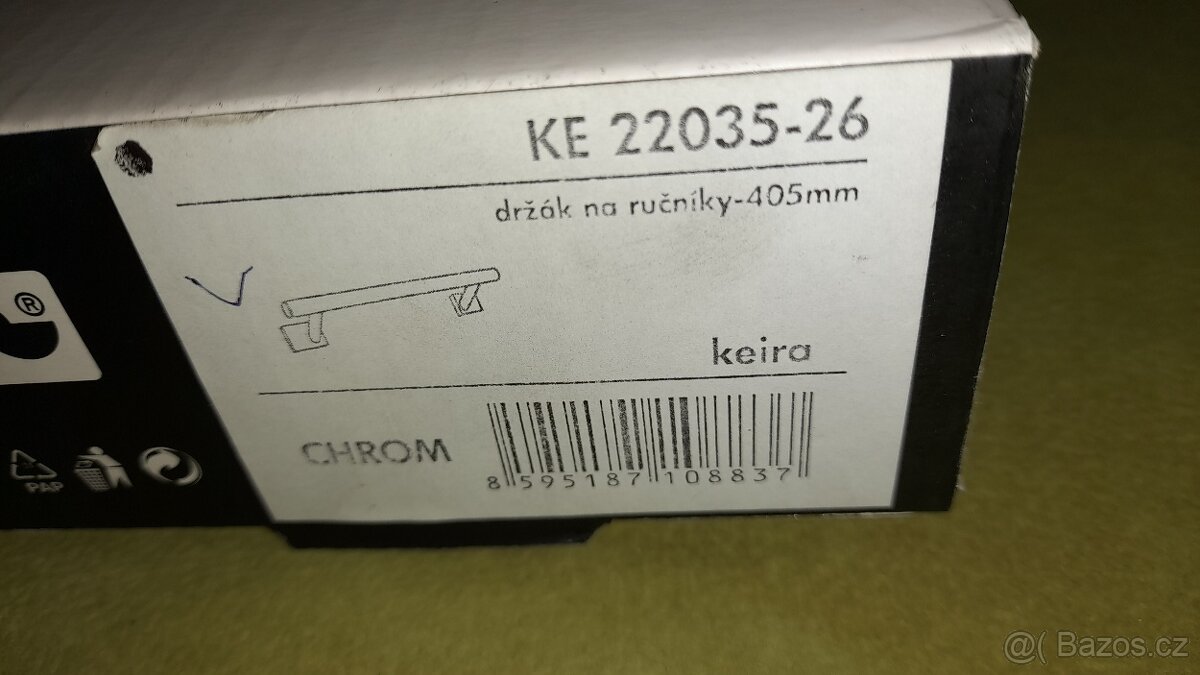 KE 22035-26
držák na ručníky-405mm
keira
CHROM
8 595187 108837
®
PAP
@( Bazos.cz